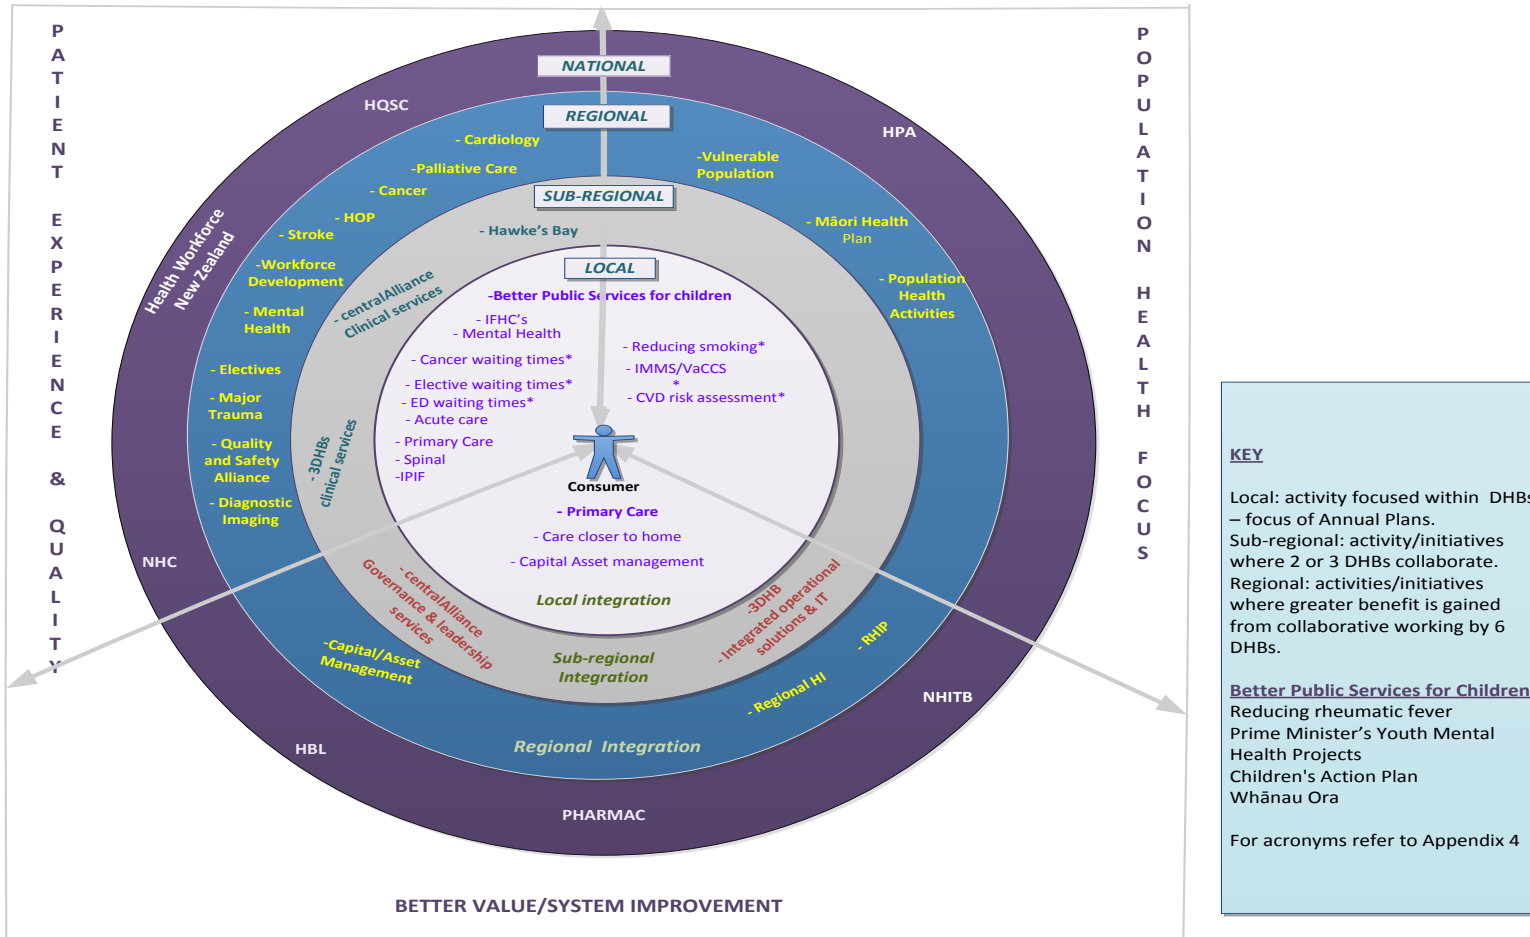 PATIENT EXPERIENCE & QUALITY
POPULATION HEALTH FOCUS
NATIONAL
HQSC
HPA
Health Workforce
New Zealand
NHC
HBL
PHARMAC
NHITB
REGIONAL
- Cardiology
-Palliative Care
- Cancer
- HOP
- Stroke
-Workforce
Development
- Mental
Health
- Electives
- Major
Trauma
- Quality
and Safety
Alliance
- Diagnostic
Imaging
-Vulnerable
Population
- Māori Health
Plan
- Population
Health
Activities
-Capital/Asset
Management
- Regional HI
- RHIP
Regional Integration
SUB-REGIONAL
- Hawke's Bay
- centralAlliance
Clinical services
- 3DHBs
clinical services
- centralAlliance
Governance & leadership
services
-3DHB
- Integrated operational
solutions & IT
Sub-regional
Integration
LOCAL
-Better Public Services for children
- IFHC's
- Mental Health
- Cancer waiting times*
- Elective waiting times*
- ED waiting times*
- Acute care
- Primary Care
- Spinal
-IPIF
- Reducing smoking*
- IMMS/VaCCS
*
- CVD risk assessment*
Consumer
- Primary Care
- Care closer to home
- Capital Asset management
Local integration
BETTER VALUE/SYSTEM IMPROVEMENT
KEY
Local: activity focused within DHBs
– focus of Annual Plans.
Sub-regional: activity/initiatives
where 2 or 3 DHBs collaborate.
Regional: activities/initiatives
where greater benefit is gained
from collaborative working by 6
DHBs.
Better Public Services for Children
Reducing rheumatic fever
Prime Minister's Youth Mental
Health Projects
Children's Action Plan
Whānau Ora
For acronyms refer to Appendix 4